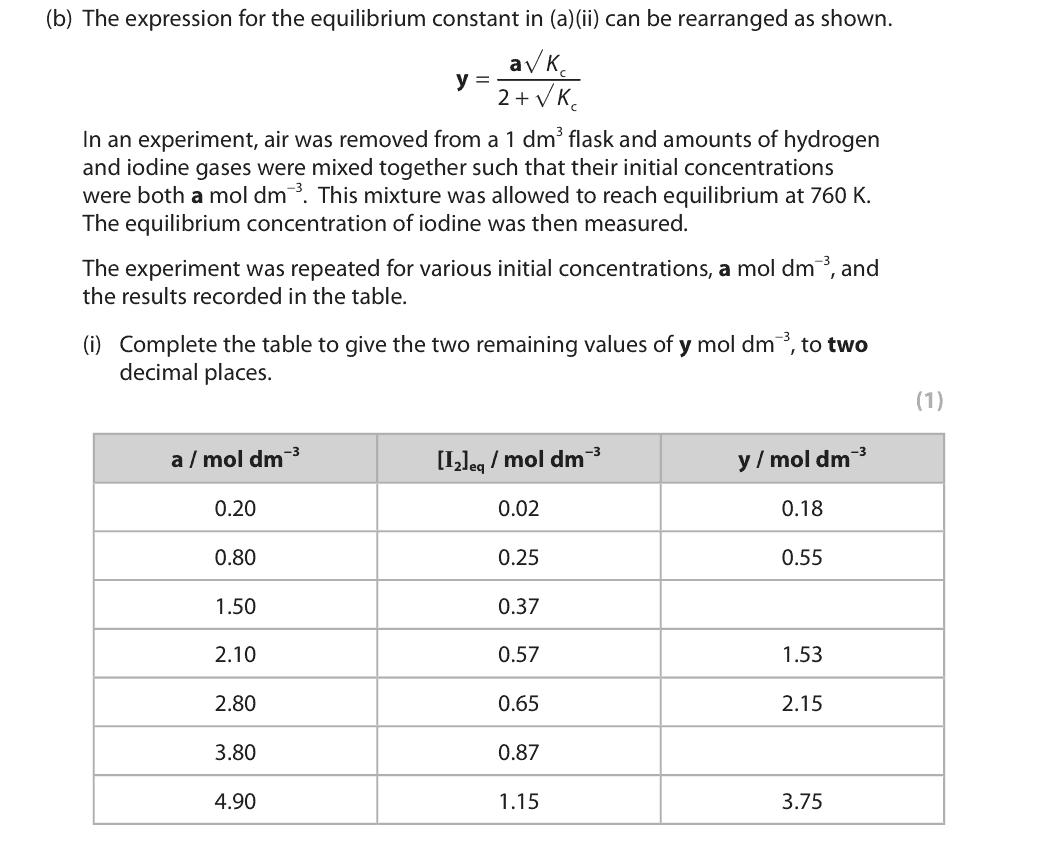 (b) The expression for the equilibrium constant in (a)(ii) can be rearranged as shown.
y = a√Kc / 2 + √Kc
In an experiment, air was removed from a 1 dm³ flask and amounts of hydrogen
and iodine gases were mixed together such that their initial concentrations
were both a mol dm⁻³. This mixture was allowed to reach equilibrium at 760 K.
The equilibrium concentration of iodine was then measured.
The experiment was repeated for various initial concentrations, a mol dm⁻³, and
the results recorded in the table.
(i) Complete the table to give the two remaining values of y mol dm⁻³, to two
decimal places.
(1)
a / mol dm⁻³ [I₂]eq / mol dm⁻³ y / mol dm⁻³
0.20 0.02 0.18
0.80 0.25 0.55
1.50 0.37
2.10 0.57 1.53
2.80 0.65 2.15
3.80 0.87
4.90 1.15 3.75